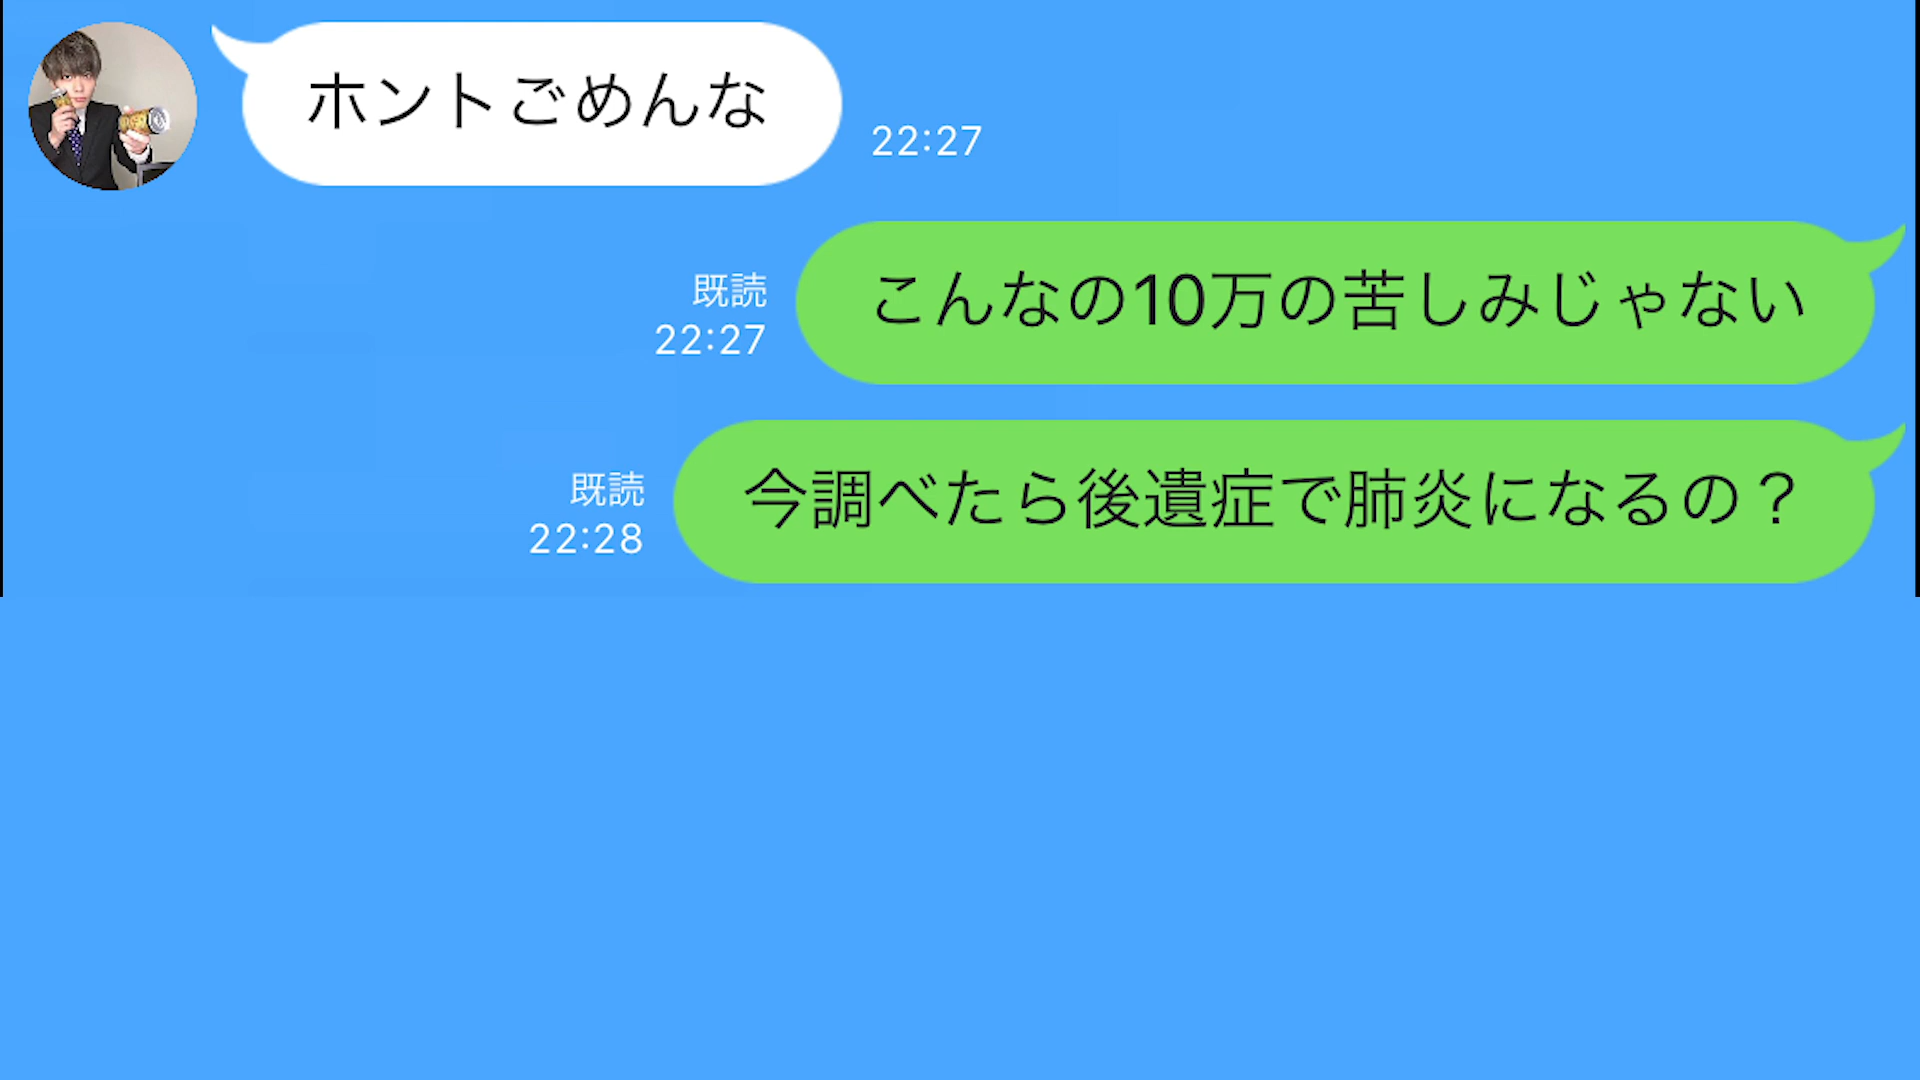 ホントごめんな
22:27
こんなの10万の苦しみじゃない
既読
22:27
今調べたら後遺症で肺炎になるの？
既読
22:28